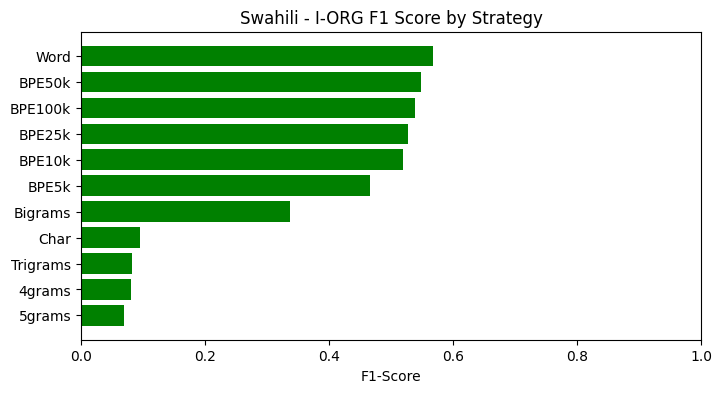 Swahili - I-ORG F1 Score by Strategy
Word
BPE50k
BPE100k
BPE25k
BPE10k
BPE5k
Bigrams
Char
Trigrams
4grams
5grams
0.0 0.2 0.4 0.6 0.8 1.0
F1-Score